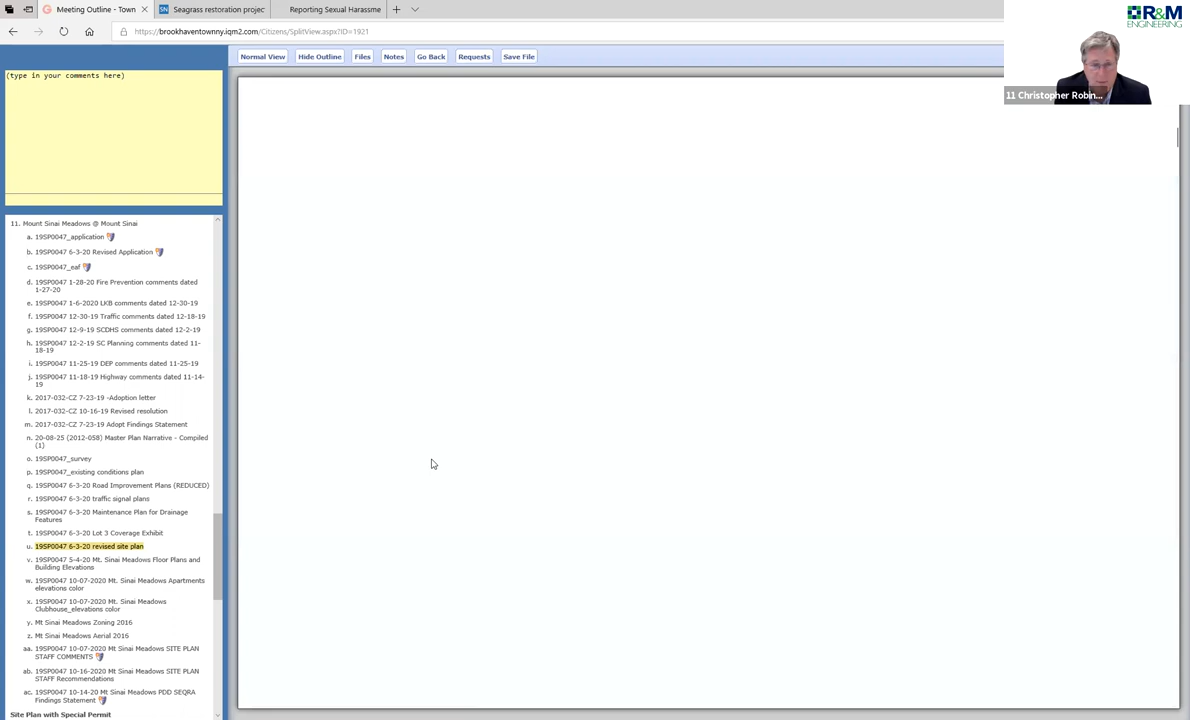 Meeting Outline - Town
Seagrass restoration projec
Reporting Sexual Harassme
https://brookhaventownny.iqm2.com/Citizens/SplitView.aspx?ID=1921
R&M
ENGINEERING
11 Christopher Robin...
Normal View
Hide Outline
Files
Notes
Go Back
Requests
Save File
(type in your comments here)
11. Mount Sinai Meadows @ Mount Sinai
a. 19SP0047_application
b. 19SP0047 6-3-20 Revised Application
c. 19SP0047_eaf
d. 19SP0047 1-28-20 Fire Prevention comments dated
1-27-20
e. 19SP0047 1-6-2020 LKB comments dated 12-30-19
f. 19SP0047 12-30-19 Traffic comments dated 12-18-19
g. 19SP0047 12-9-19 SCDHS comments dated 12-2-19
h. 19SP0047 12-2-19 SC Planning comments dated 11-
18-19
i. 19SP0047 11-25-19 DEP comments dated 11-25-19
j. 19SP0047 11-18-19 Highway comments dated 11-14-
19
k. 2017-032-CZ 7-23-19 -Adoption letter
l. 2017-032-CZ 10-16-19 Revised resolution
m. 2017-032-CZ 7-23-19 Adopt Findings Statement
n. 20-08-25 (2012-058) Master Plan Narrative - Compiled
(1)
o. 19SP0047_survey
p. 19SP0047_existing conditions plan
q. 19SP0047 6-3-20 Road Improvement Plans (REDUCED)
r. 19SP0047 6-3-20 traffic signal plans
s. 19SP0047 6-3-20 Maintenance Plan for Drainage
Features
t. 19SP0047 6-3-20 Lot 3 Coverage Exhibit
u. 19SP0047 6-3-20 revised site plan
v. 19SP0047 5-4-20 Mt. Sinai Meadows Floor Plans and
Building Elevations
w. 19SP0047 10-07-2020 Mt. Sinai Meadows Apartments
elevations color
x. 19SP0047 10-07-2020 Mt. Sinai Meadows
Clubhouse_elevations color
y. Mt Sinai Meadows Zoning 2016
z. Mt Sinai Meadows Aerial 2016
aa. 19SP0047 10-07-2020 Mt Sinai Meadows SITE PLAN
STAFF COMMENTS
ab. 19SP0047 10-16-2020 Mt Sinai Meadows SITE PLAN
STAFF Recommendations
ac. 19SP0047 10-14-20 Mt Sinai Meadows PDD SEQRA
Findings Statement
Site Plan with Special Permit